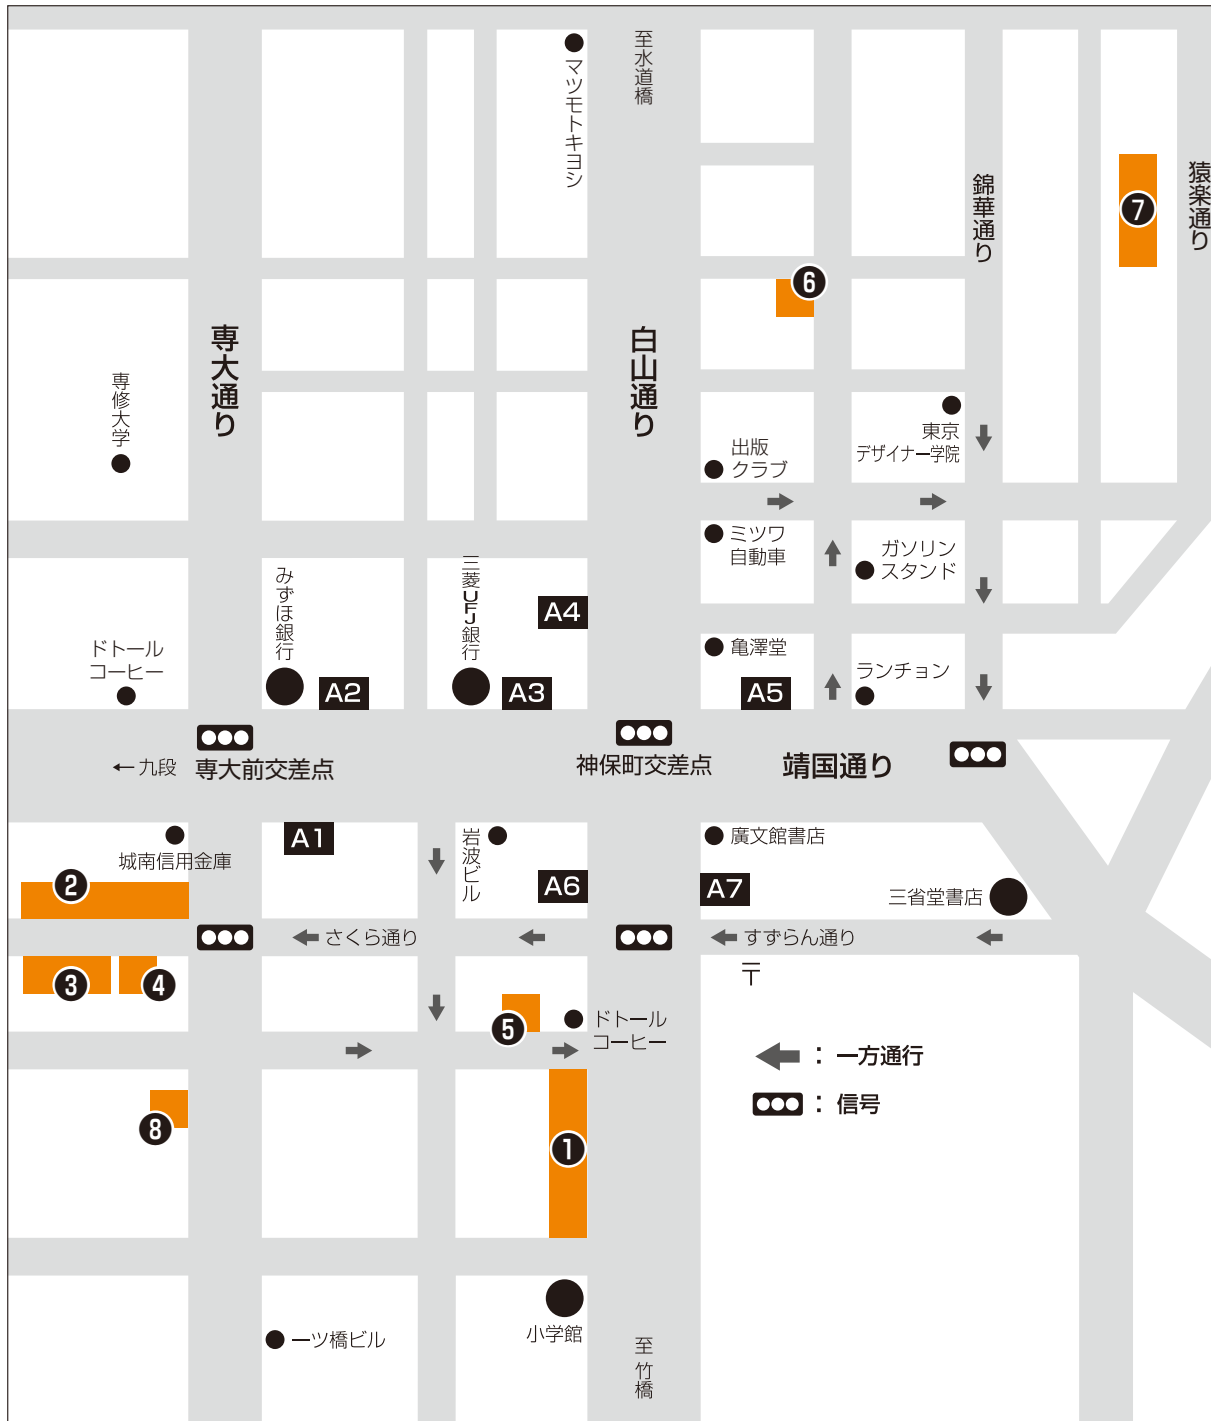 至水道橋
マツモトキヨシ
錦華通り
猿楽通り
7
6
専大通り
白山通り
専修大学
東京
デザイナー学院
出版
クラブ
ミツワ
自動車
ガソリン
スタンド
みずほ銀行
三菱UFJ銀行
A4
ドトール
コーヒー
亀澤堂
ランチョン
A2
A3
A5
←九段
専大前交差点
神保町交差点
靖国通り
A1
岩波ビル
廣文館書店
城南信用金庫
2
A6
A7
三省堂書店
さくら通り
すずらん通り
〒
3
4
5
ドトール
コーヒー
：一方通行
：信号
8
1
小学館
一ツ橋ビル
至竹橋